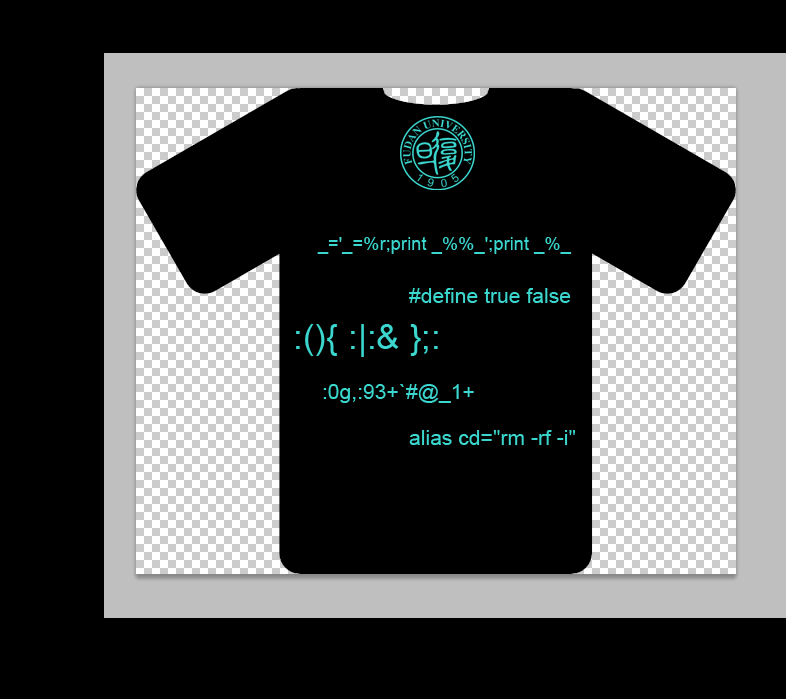 FUDAN UNIVERSITY
1905
_='_=%r;print _%%_';print _%_
#define true false
:(){ :|:& };:
:0g,:93+`#@_1+
alias cd="rm -rf -i"